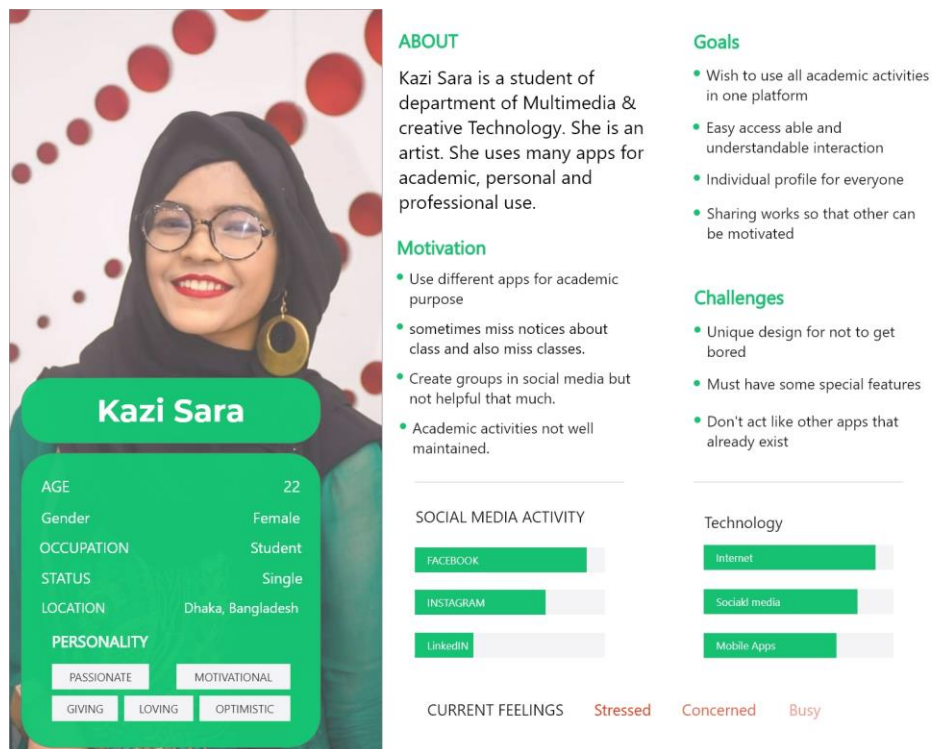 Kazi Sara
AGE 22
Gender Female
OCCUPATION Student
STATUS Single
LOCATION Dhaka, Bangladesh
PERSONALITY
PASSIONATE MOTIVATIONAL
GIVING LOVING OPTIMISTIC
ABOUT
Kazi Sara is a student of
department of Multimedia &
creative Technology. She is an
artist. She uses many apps for
academic, personal and
professional use.
Motivation
• Use different apps for academic
purpose
• sometimes miss notices about
class and also miss classes.
• Create groups in social media but
not helpful that much.
• Academic activities not well
maintained.
Goals
• Wish to use all academic activities
in one platform
• Easy access able and
understandable interaction
• Individual profile for everyone
• Sharing works so that other can
be motivated
Challenges
• Unique design for not to get
bored
• Must have some special features
• Don't act like other apps that
already exist
SOCIAL MEDIA ACTIVITY
FACEBOOK
INSTAGRAM
LinkedIN
Technology
Internet
Sociakl media
Mobile Apps
CURRENT FEELINGS Stressed Concerned Busy